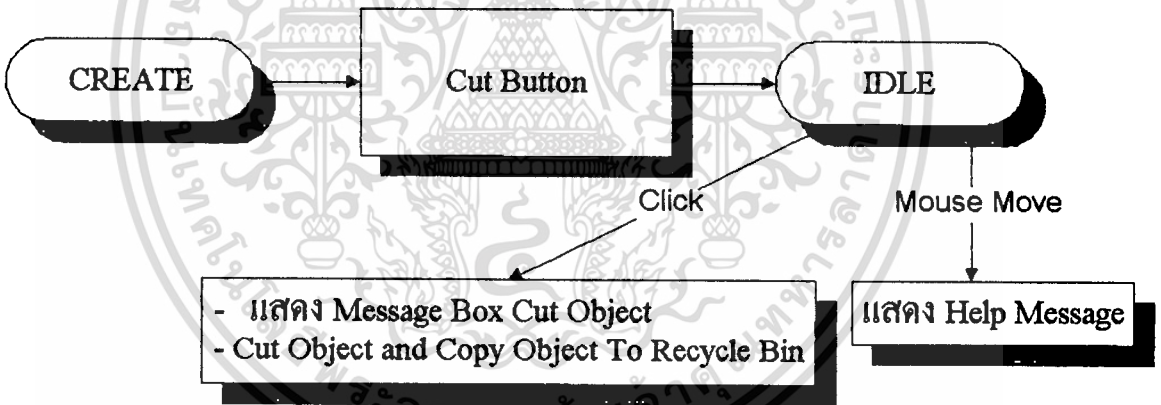 CREATE
Cut Button
IDLE
Click
Mouse Move
- แสดง Message Box Cut Object
- Cut Object and Copy Object To Recycle Bin
แสดง Help Message